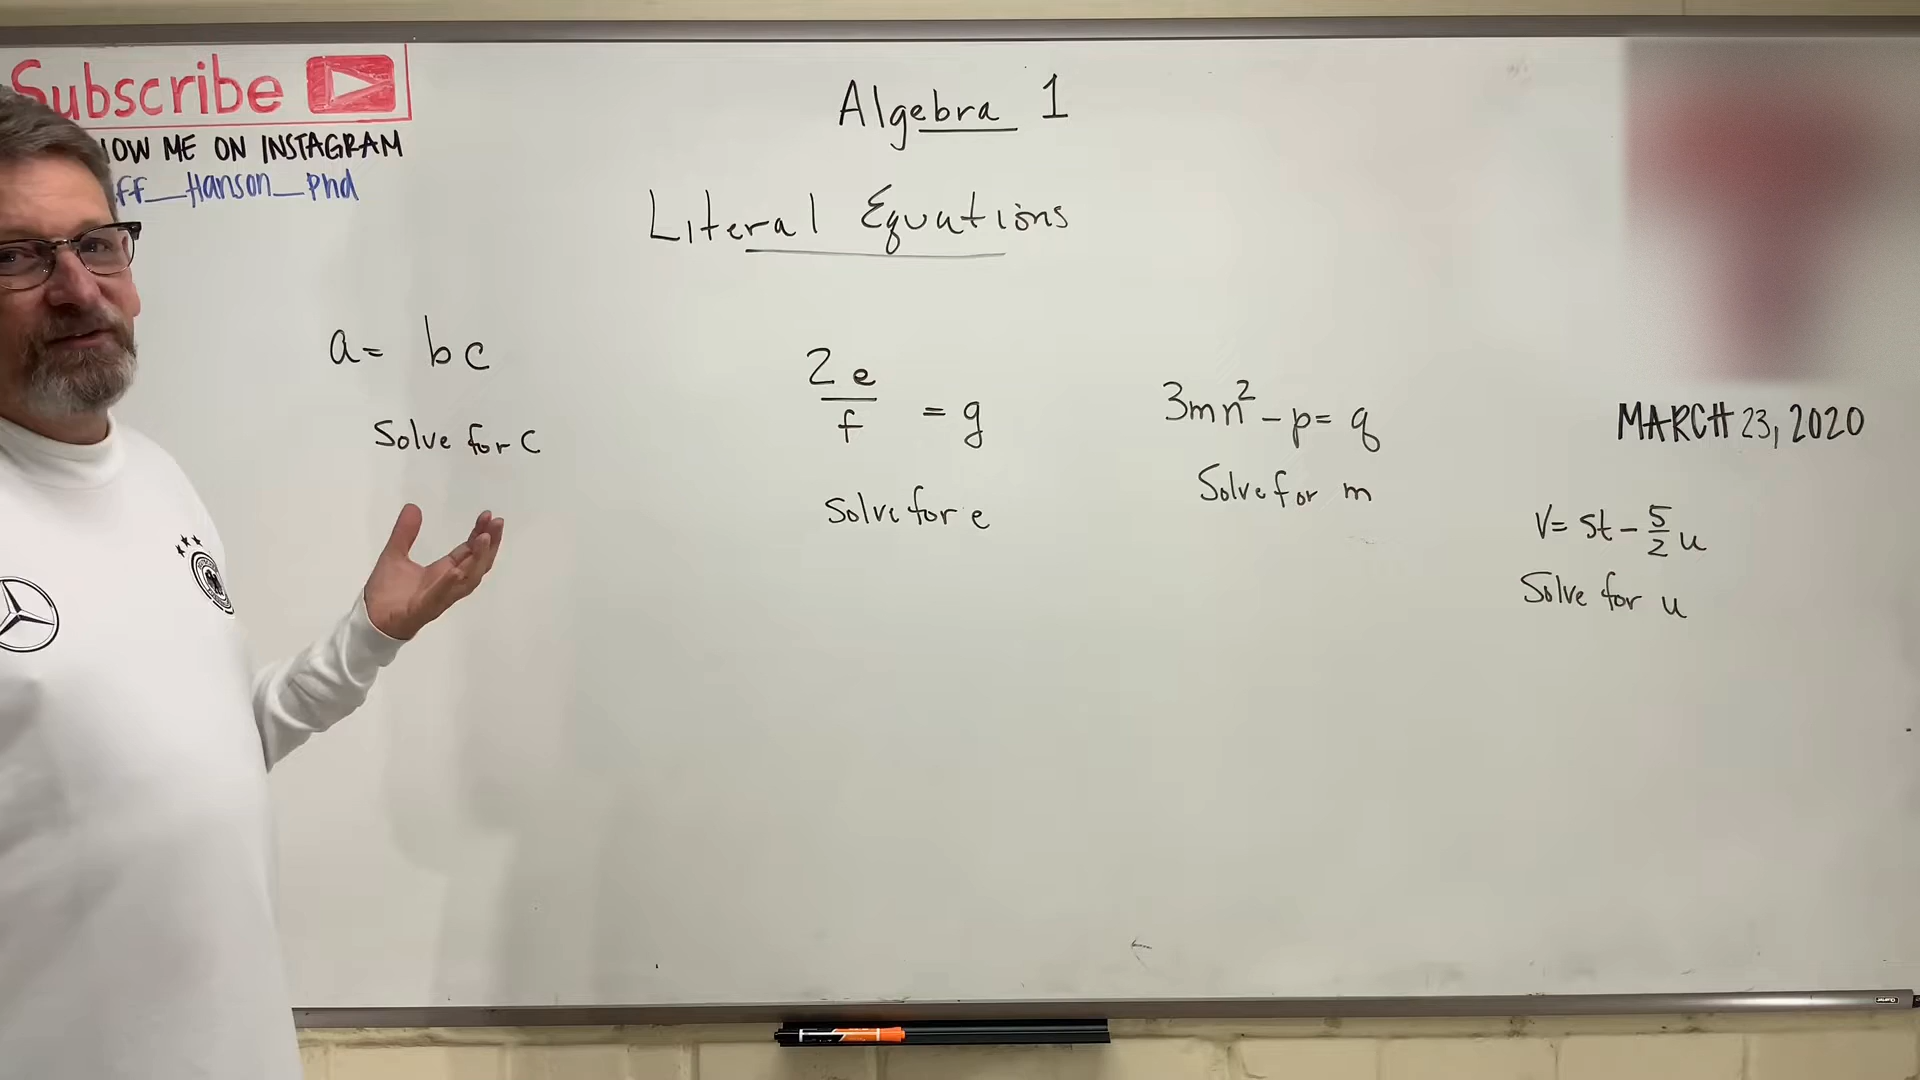 Subscribe
OW ME ON INSTAGRAM
ff_Hanson_Phd
Algebra 1
Literal Equations
a= bc
Solve for c
2e/f = g
Solve for e
3mn²-p= q
Solve for m
MARCH 23, 2020
V= st - 5/2 u
Solve for u